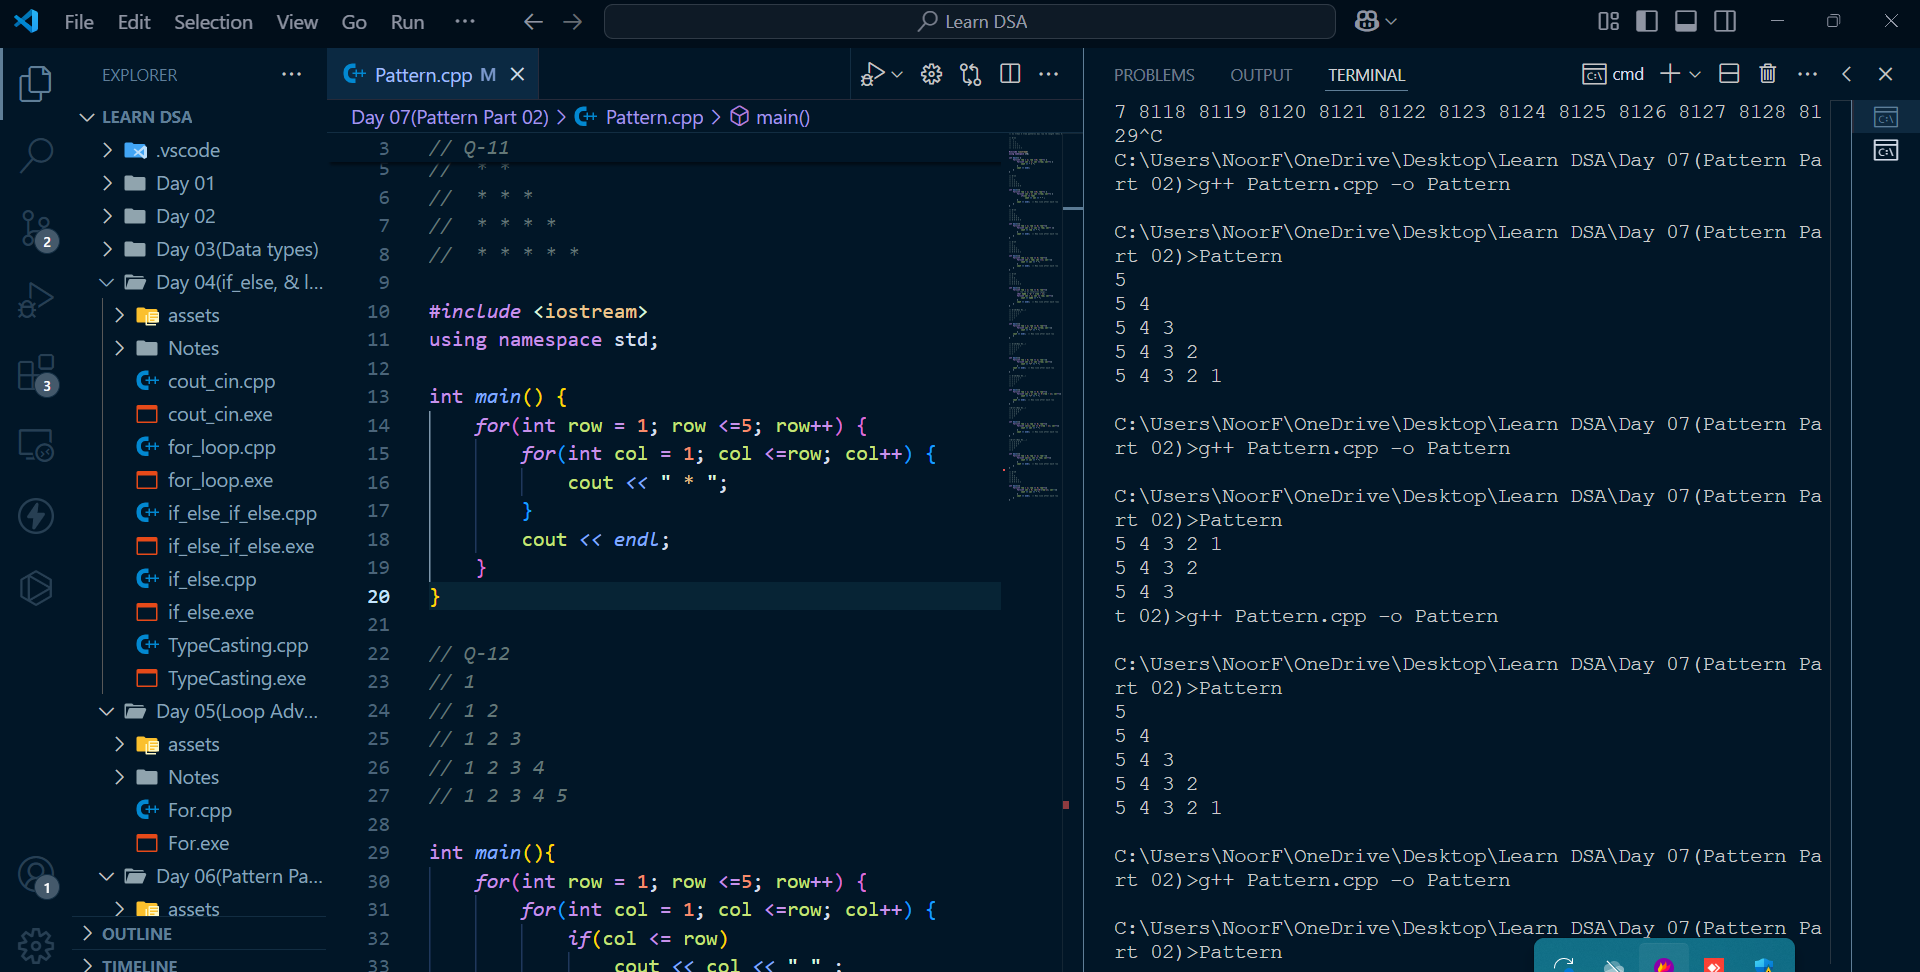 File Edit Selection View Go Run ··· Learn DSA
EXPLORER ···
LEARN DSA
.vscode
Day 01
Day 02
Day 03(Data types)
Day 04(if_else, & l...
assets
Notes
cout_cin.cpp
cout_cin.exe
for_loop.cpp
for_loop.exe
if_else_if_else.cpp
if_else_if_else.exe
if_else.cpp
if_else.exe
TypeCasting.cpp
TypeCasting.exe
Day 05(Loop Adv...
assets
Notes
For.cpp
For.exe
Day 06(Pattern Pa...
assets
OUTLINE
TIMELINE
2
3
1
Pattern.cpp M
Day 07(Pattern Part 02) > Pattern.cpp > main()
3 // Q-11
5 // * *
6 // * * *
7 // * * * *
8 // * * * * *
9
10 #include <iostream>
11 using namespace std;
12
13 int main() {
14 for(int row = 1; row <=5; row++) {
15 for(int col = 1; col <=row; col++) {
16 cout << " * ";
17 }
18 cout << endl;
19 }
20 }
21
22 // Q-12
23 // 1
24 // 1 2
25 // 1 2 3
26 // 1 2 3 4
27 // 1 2 3 4 5
28
29 int main(){
30 for(int row = 1; row <=5; row++) {
31 for(int col = 1; col <=row; col++) {
32 if(col <= row)
33 cout << col << " " ;
PROBLEMS OUTPUT TERMINAL cmd
7 8118 8119 8120 8121 8122 8123 8124 8125 8126 8127 8128 81
29^C
C:\Users\NoorF\OneDrive\Desktop\Learn DSA\Day 07(Pattern Pa
rt 02)>g++ Pattern.cpp -o Pattern
C:\Users\NoorF\OneDrive\Desktop\Learn DSA\Day 07(Pattern Pa
rt 02)>Pattern
5
5 4
5 4 3
5 4 3 2
5 4 3 2 1
C:\Users\NoorF\OneDrive\Desktop\Learn DSA\Day 07(Pattern Pa
rt 02)>g++ Pattern.cpp -o Pattern
C:\Users\NoorF\OneDrive\Desktop\Learn DSA\Day 07(Pattern Pa
rt 02)>Pattern
5 4 3 2 1
5 4 3 2
5 4 3
t 02)>g++ Pattern.cpp -o Pattern
C:\Users\NoorF\OneDrive\Desktop\Learn DSA\Day 07(Pattern Pa
rt 02)>Pattern
5
5 4
5 4 3
5 4 3 2
5 4 3 2 1
C:\Users\NoorF\OneDrive\Desktop\Learn DSA\Day 07(Pattern Pa
rt 02)>g++ Pattern.cpp -o Pattern
C:\Users\NoorF\OneDrive\Desktop\Learn DSA\Day 07(Pattern Pa
rt 02)>Pattern